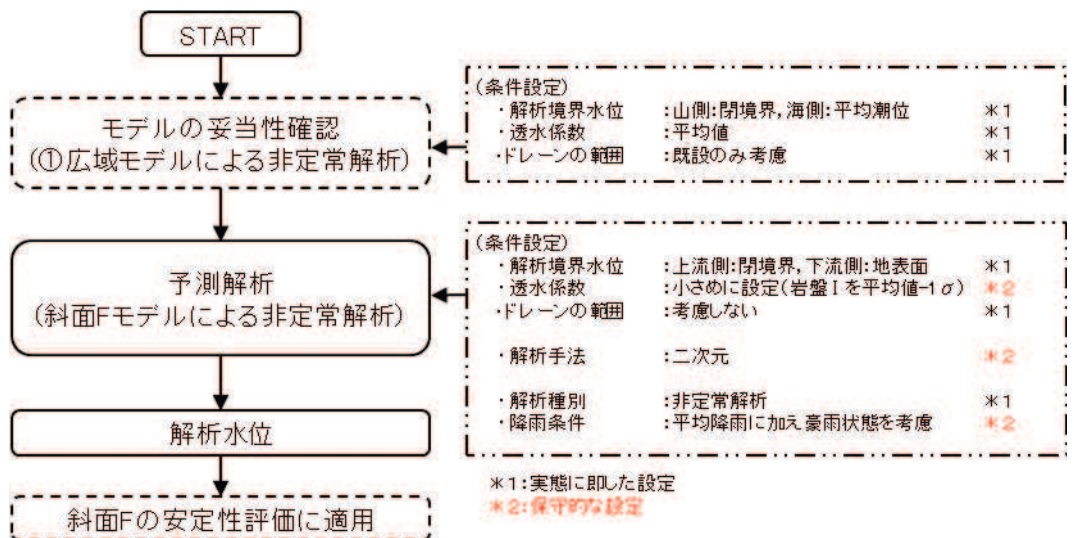 START
モデルの妥当性確認
(①広域モデルによる非定常解析)
(条件設定)
・解析境界水位 :山側:閉境界, 海側:平均潮位 *1
・透水係数 :平均値 *1
・ドレーンの範囲 :既設のみ考慮 *1
予測解析
(斜面Fモデルによる非定常解析)
(条件設定)
・解析境界水位 :上流側:閉境界, 下流側:地表面 *1
・透水係数 :小さめに設定(岩盤Ⅰを平均値-1σ) *2
・ドレーンの範囲 :考慮しない *1
・解析手法 :二次元 *2
・解析種別 :非定常解析 *1
・降雨条件 :平均降雨に加え豪雨状態を考慮 *2
解析水位
斜面Fの安定性評価に適用
*1:実態に即した設定
*2:保守的な設定